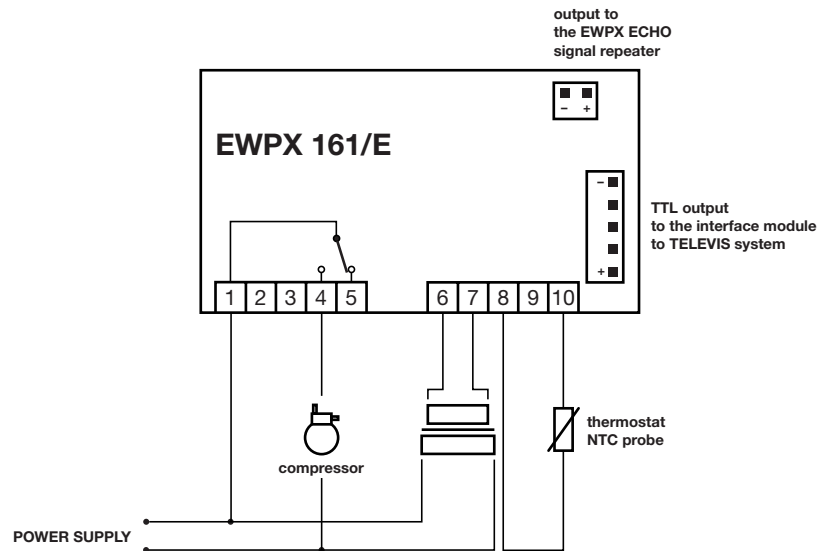 output to
the EWPX ECHO
signal repeater
– +
EWPX 161/E
–
TTL output
to the interface module
to TELEVIS system
+
1 2 3 4 5 6 7 8 9 10
thermostat
NTC probe
compressor
POWER SUPPLY